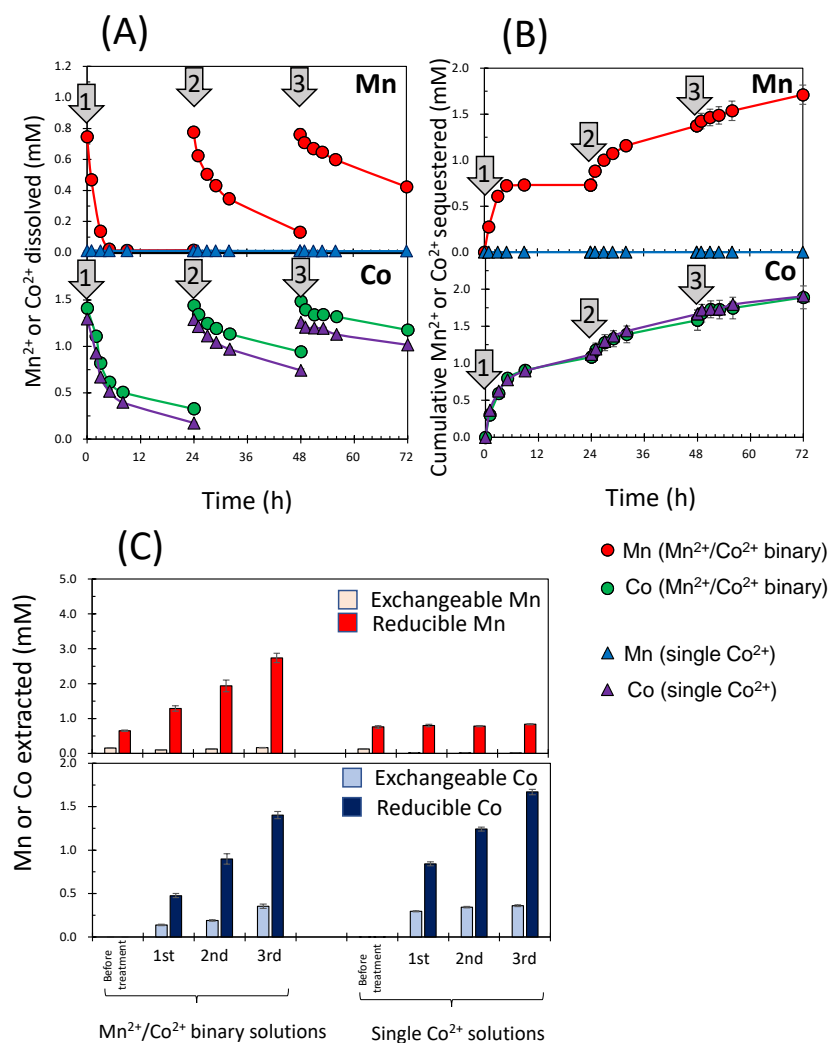 (A)
(B)
Mn²⁺ or Co²⁺ dissolved (mM)
1.2
1.0
0.8
0.6
0.4
0.2
0.0
1
2
3
Mn
1.5
1.0
0.5
0.0
1
2
3
Co
0
12
24
36
48
60
72
Time (h)
Cumulative Mn²⁺ or Co²⁺ sequestered (mM)
2.0
1.5
1.0
0.5
0.0
1
2
3
Mn
2.0
1.5
1.0
0.5
0.0
1
2
3
Co
0
12
24
36
48
60
72
Time (h)
(C)
Mn or Co extracted (mM)
5.0
4.0
3.0
2.0
1.0
0.0
Exchangeable Mn
Reducible Mn
2.0
1.5
1.0
0.5
0.0
Exchangeable Co
Reducible Co
Before treatment
1st
2nd
3rd
Before treatment
1st
2nd
3rd
Mn²⁺/Co²⁺ binary solutions
Single Co²⁺ solutions
Mn (Mn²⁺/Co²⁺ binary)
Co (Mn²⁺/Co²⁺ binary)
Mn (single Co²⁺)
Co (single Co²⁺)